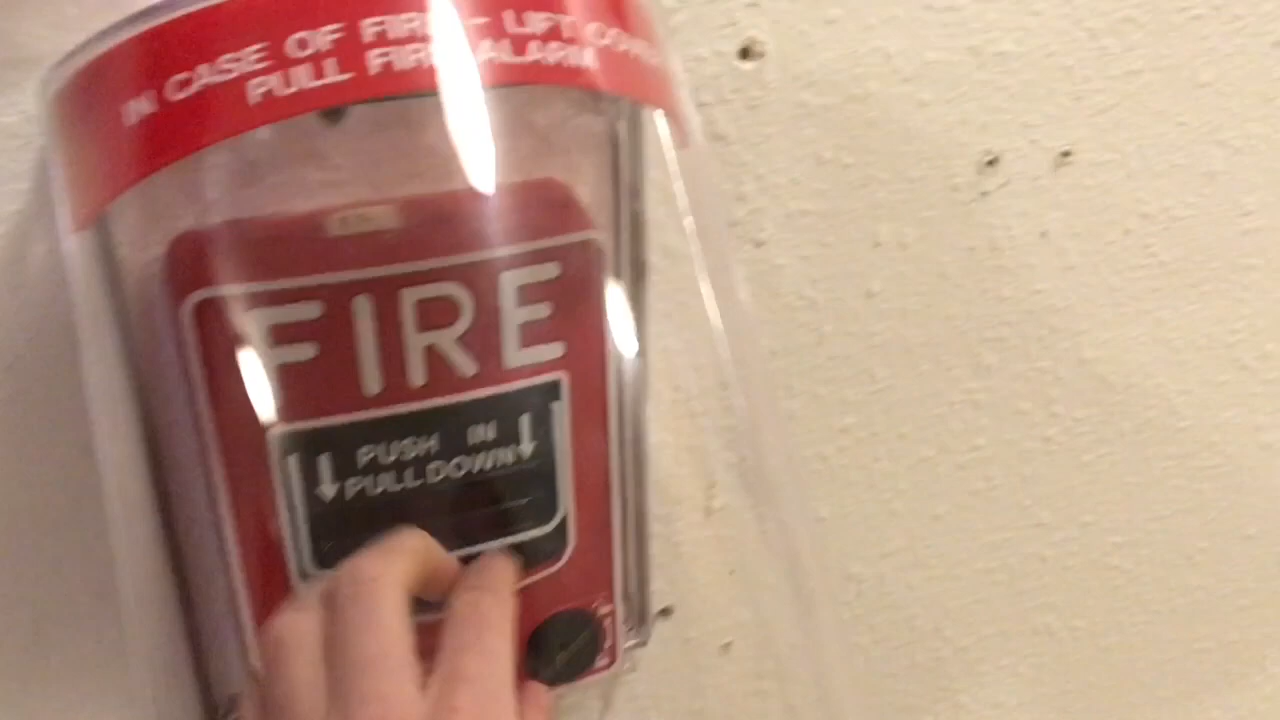 IN CASE OF FIRE - LIFT COVER
PULL FIRE ALARM
FIRE
PUSH IN
PULL DOWN